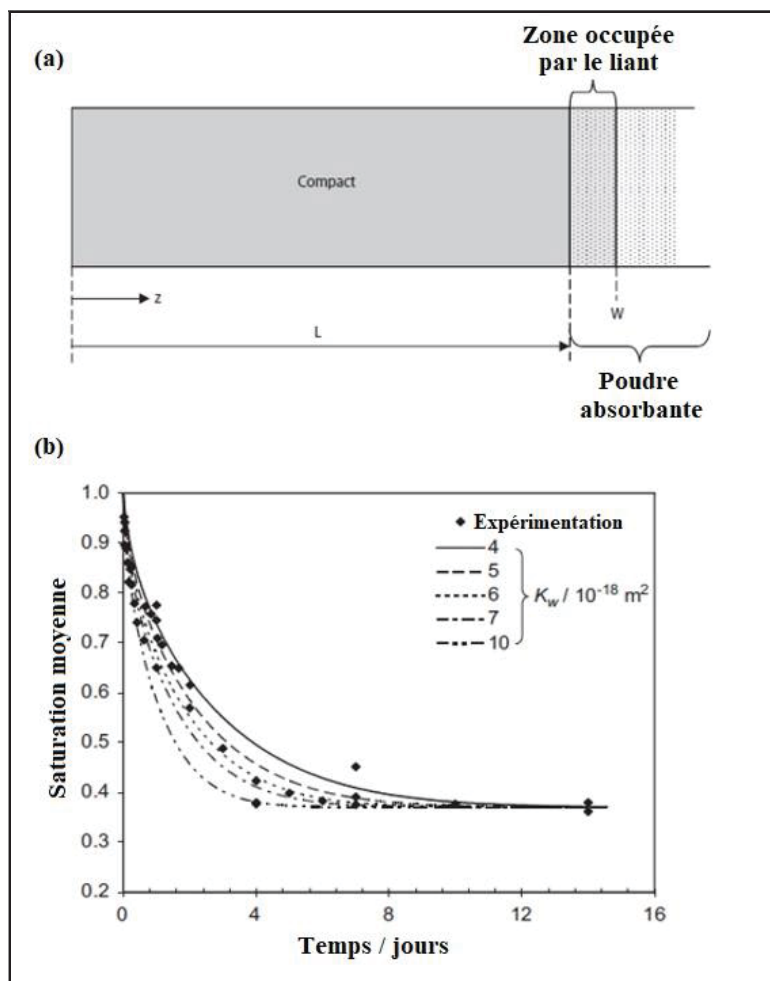 (a)
Zone occupée
par le liant
Compact
z
W
L
Poudre
absorbante
(b)
Saturation moyenne
1.0
0.9
0.8
0.7
0.6
0.5
0.4
0.3
0.2
Expérimentation
4
5
6
7
10
K_w / 10⁻¹⁸ m²
0
4
8
12
16
Temps / jours